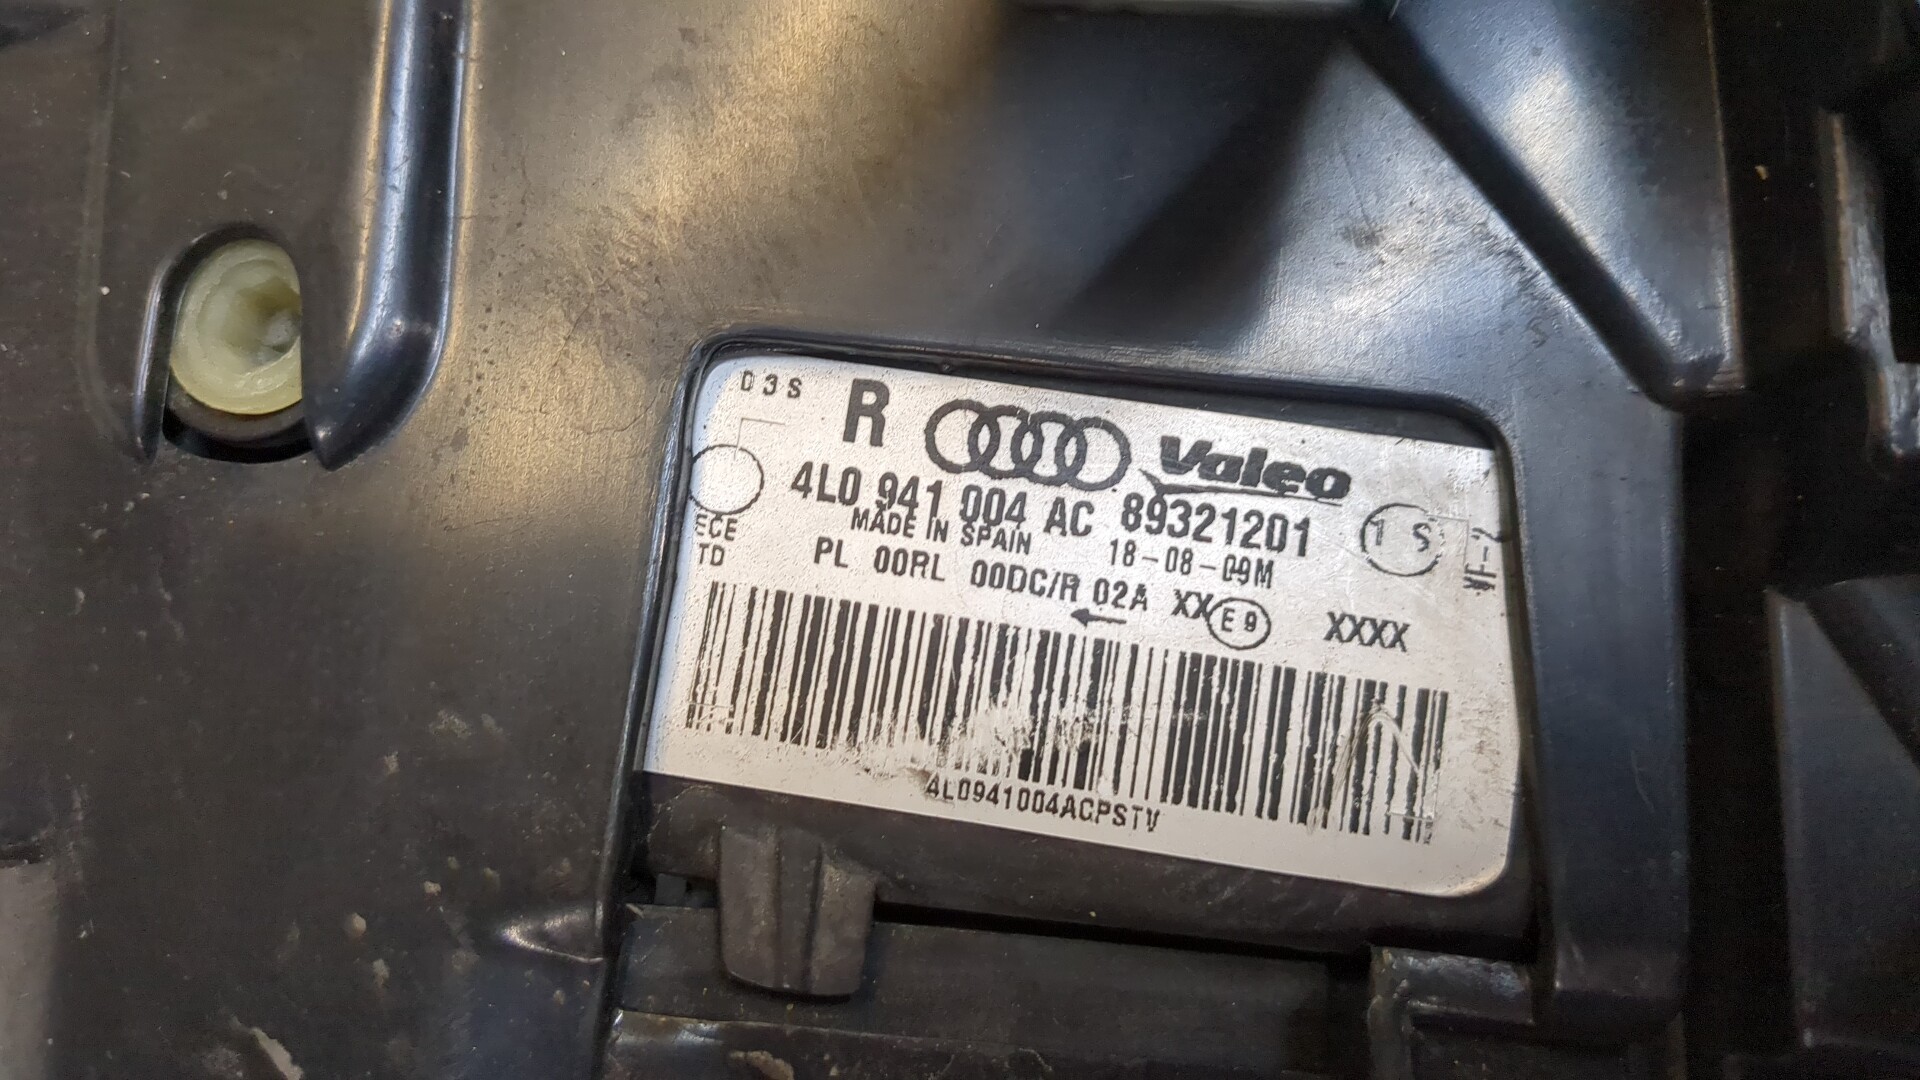 D3S
R Valeo
4L0 941 004 AC 89321201
MADE IN SPAIN 18-08-09M
1 S
ECE
TD
PL 00RL 00DC/R 02A XX E9 XXXX
4L0941004ACPSTV